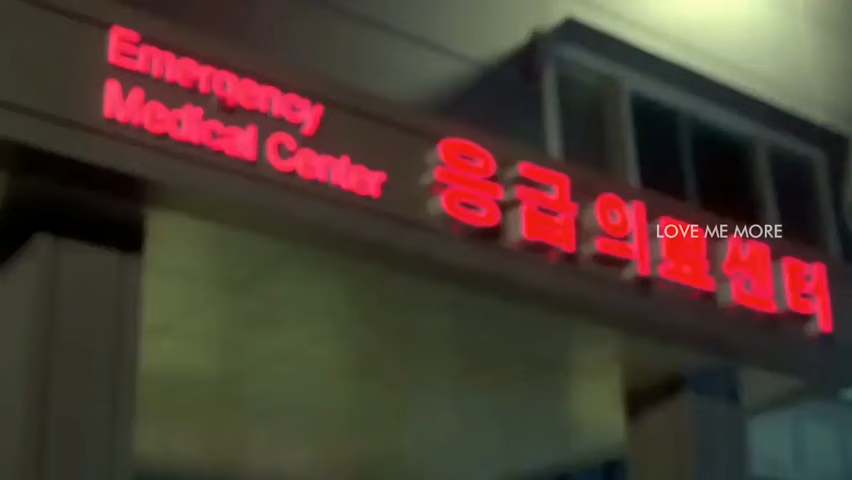 Emergency
Medical Center
응급의료센터
LOVE ME MORE